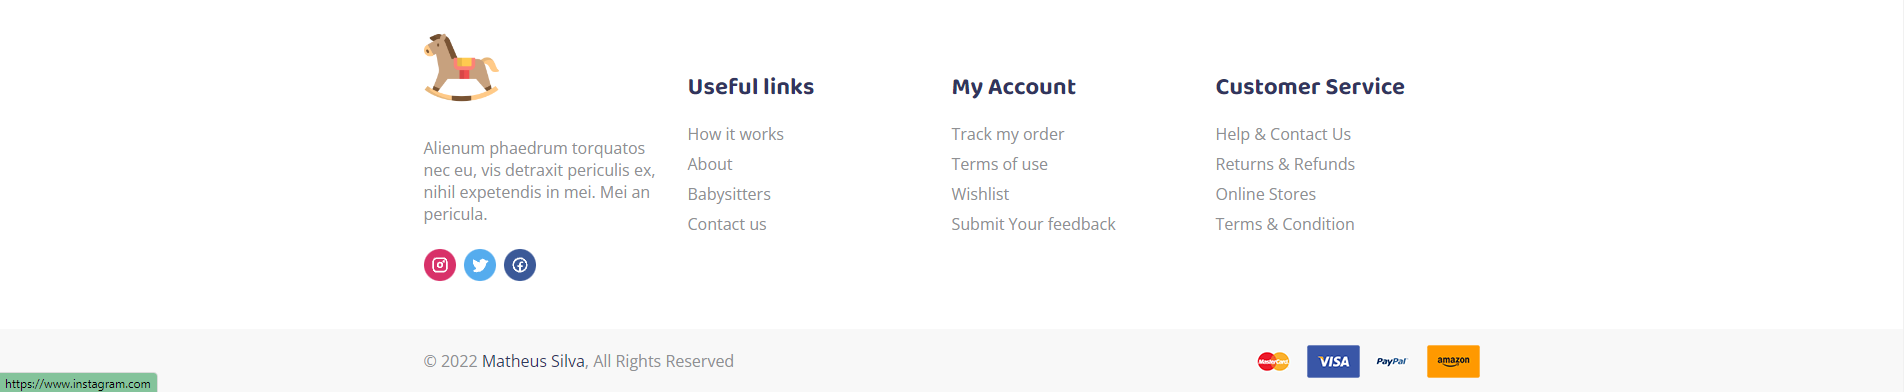 Alienum phaedrum torquatos
nec eu, vis detraxit periculis ex,
nihil expetendis in mei. Mei an
pericula.
Useful links
How it works
About
Babysitters
Contact us
My Account
Track my order
Terms of use
Wishlist
Submit Your feedback
Customer Service
Help & Contact Us
Returns & Refunds
Online Stores
Terms & Condition
© 2022 Matheus Silva, All Rights Reserved
MasterCard
VISA
PayPal
amazon
https://www.instagram.com